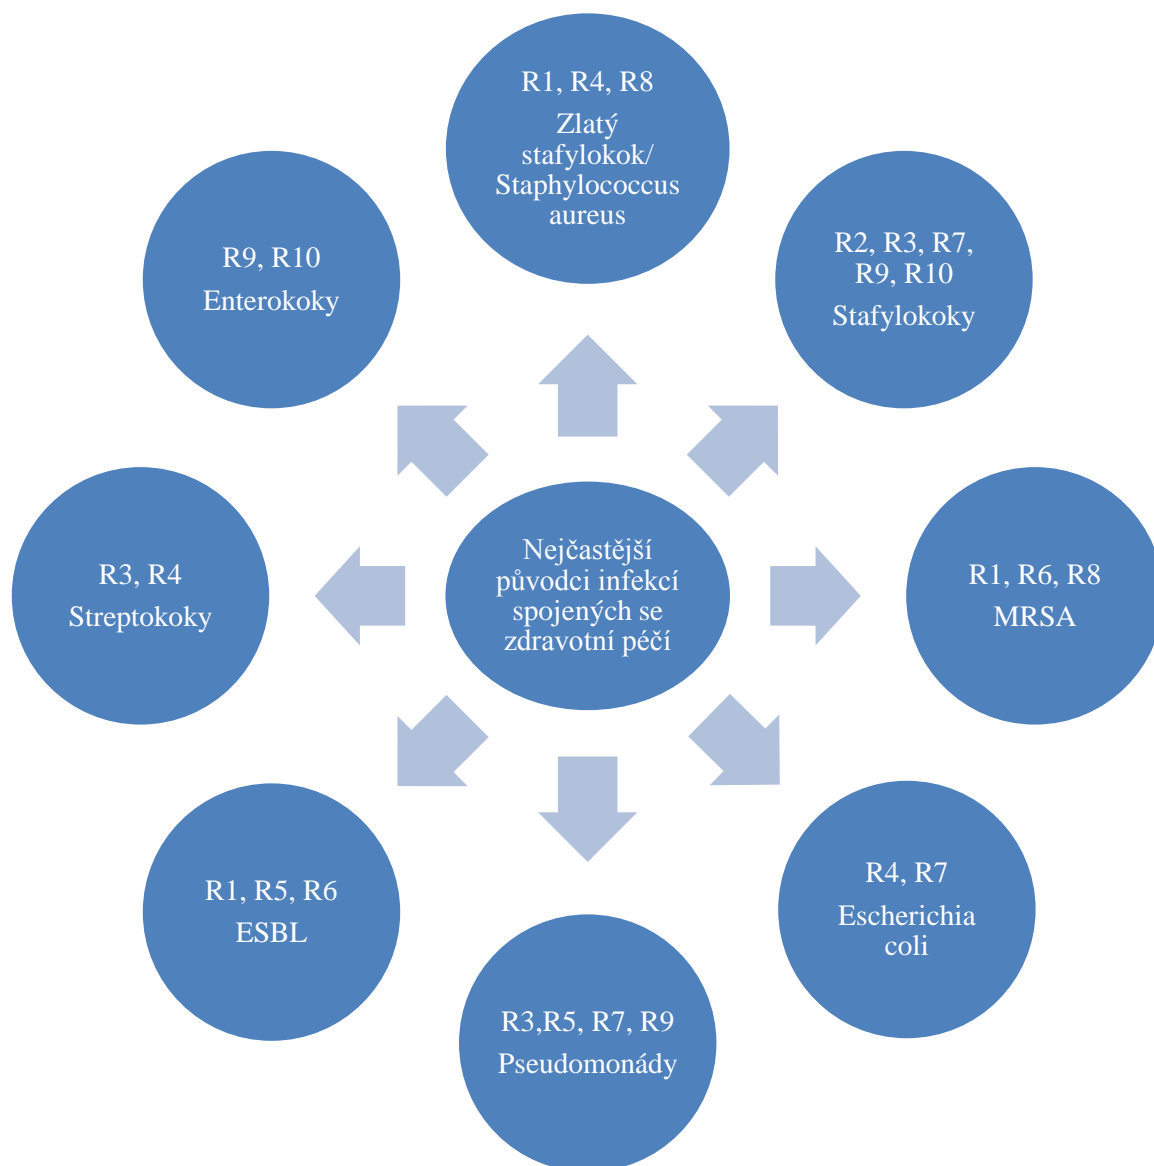 R1, R4, R8
Zlatý
stafylokok/
Staphylococcus
aureus
R2, R3, R7,
R9, R10
Stafylokoky
R9, R10
Enterokoky
Nejčastější
původci infekcí
spojených se
zdravotní péčí
R1, R6, R8
MRSA
R3, R4
Streptokoky
R4, R7
Escherichia
coli
R1, R5, R6
ESBL
R3,R5, R7, R9
Pseudomonády